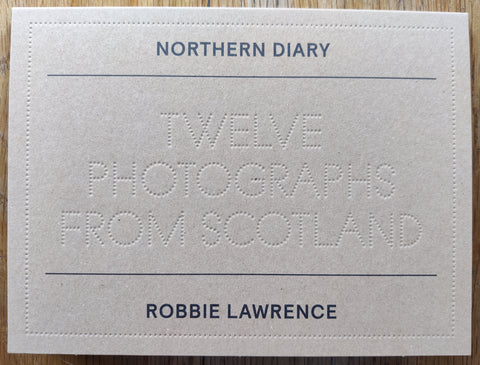 NORTHERN DIARY
TWELVE
PHOTOGRAPHS
FROM SCOTLAND
ROBBIE LAWRENCE